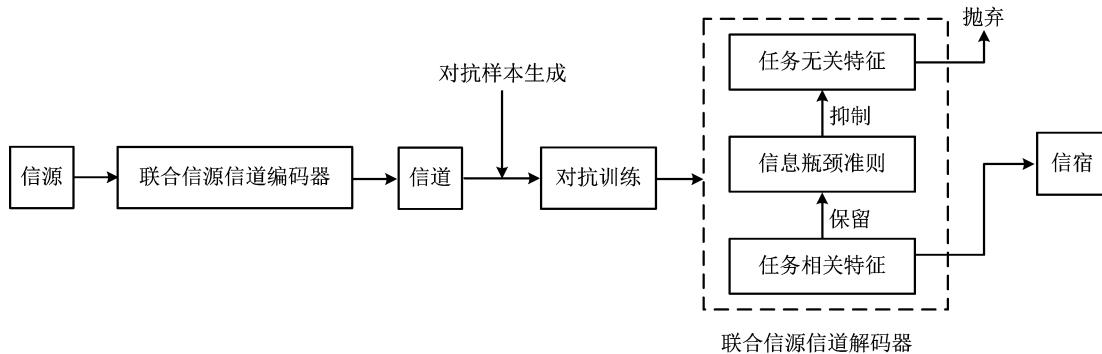 抛弃
任务无关特征
对抗样本生成
抑制
信源
联合信源信道编码器
信道
对抗训练
信息瓶颈准则
信宿
保留
任务相关特征
联合信源信道解码器